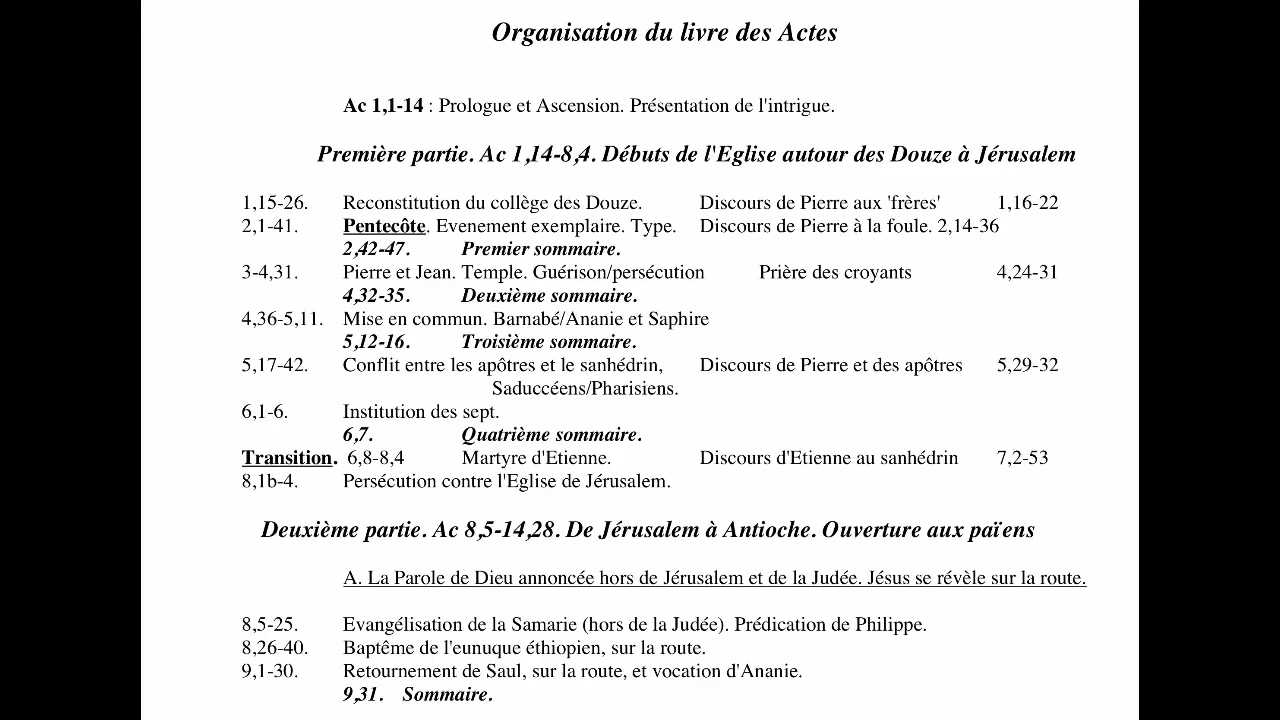 Organisation du livre des Actes
Ac 1,1-14 : Prologue et Ascension. Présentation de l'intrigue.
Première partie. Ac 1,14-8,4. Débuts de l'Eglise autour des Douze à Jérusalem
1,15-26. Reconstitution du collège des Douze. Discours de Pierre aux 'frères' 1,16-22
2,1-41. Pentecôte. Evenement exemplaire. Type. Discours de Pierre à la foule. 2,14-36
2,42-47. Premier sommaire.
3-4,31. Pierre et Jean. Temple. Guérison/persécution Prière des croyants 4,24-31
4,32-35. Deuxième sommaire.
4,36-5,11. Mise en commun. Barnabé/Ananie et Saphire
5,12-16. Troisième sommaire.
5,17-42. Conflit entre les apôtres et le sanhédrin, Discours de Pierre et des apôtres 5,29-32
Saduccéens/Pharisiens.
6,1-6. Institution des sept.
6,7. Quatrième sommaire.
Transition. 6,8-8,4 Martyre d'Etienne. Discours d'Etienne au sanhédrin 7,2-53
8,1b-4. Persécution contre l'Eglise de Jérusalem.
Deuxième partie. Ac 8,5-14,28. De Jérusalem à Antioche. Ouverture aux païens
A. La Parole de Dieu annoncée hors de Jérusalem et de la Judée. Jésus se révèle sur la route.
8,5-25. Evangélisation de la Samarie (hors de la Judée). Prédication de Philippe.
8,26-40. Baptême de l'eunuque éthiopien, sur la route.
9,1-30. Retournement de Saul, sur la route, et vocation d'Ananie.
9,31. Sommaire.